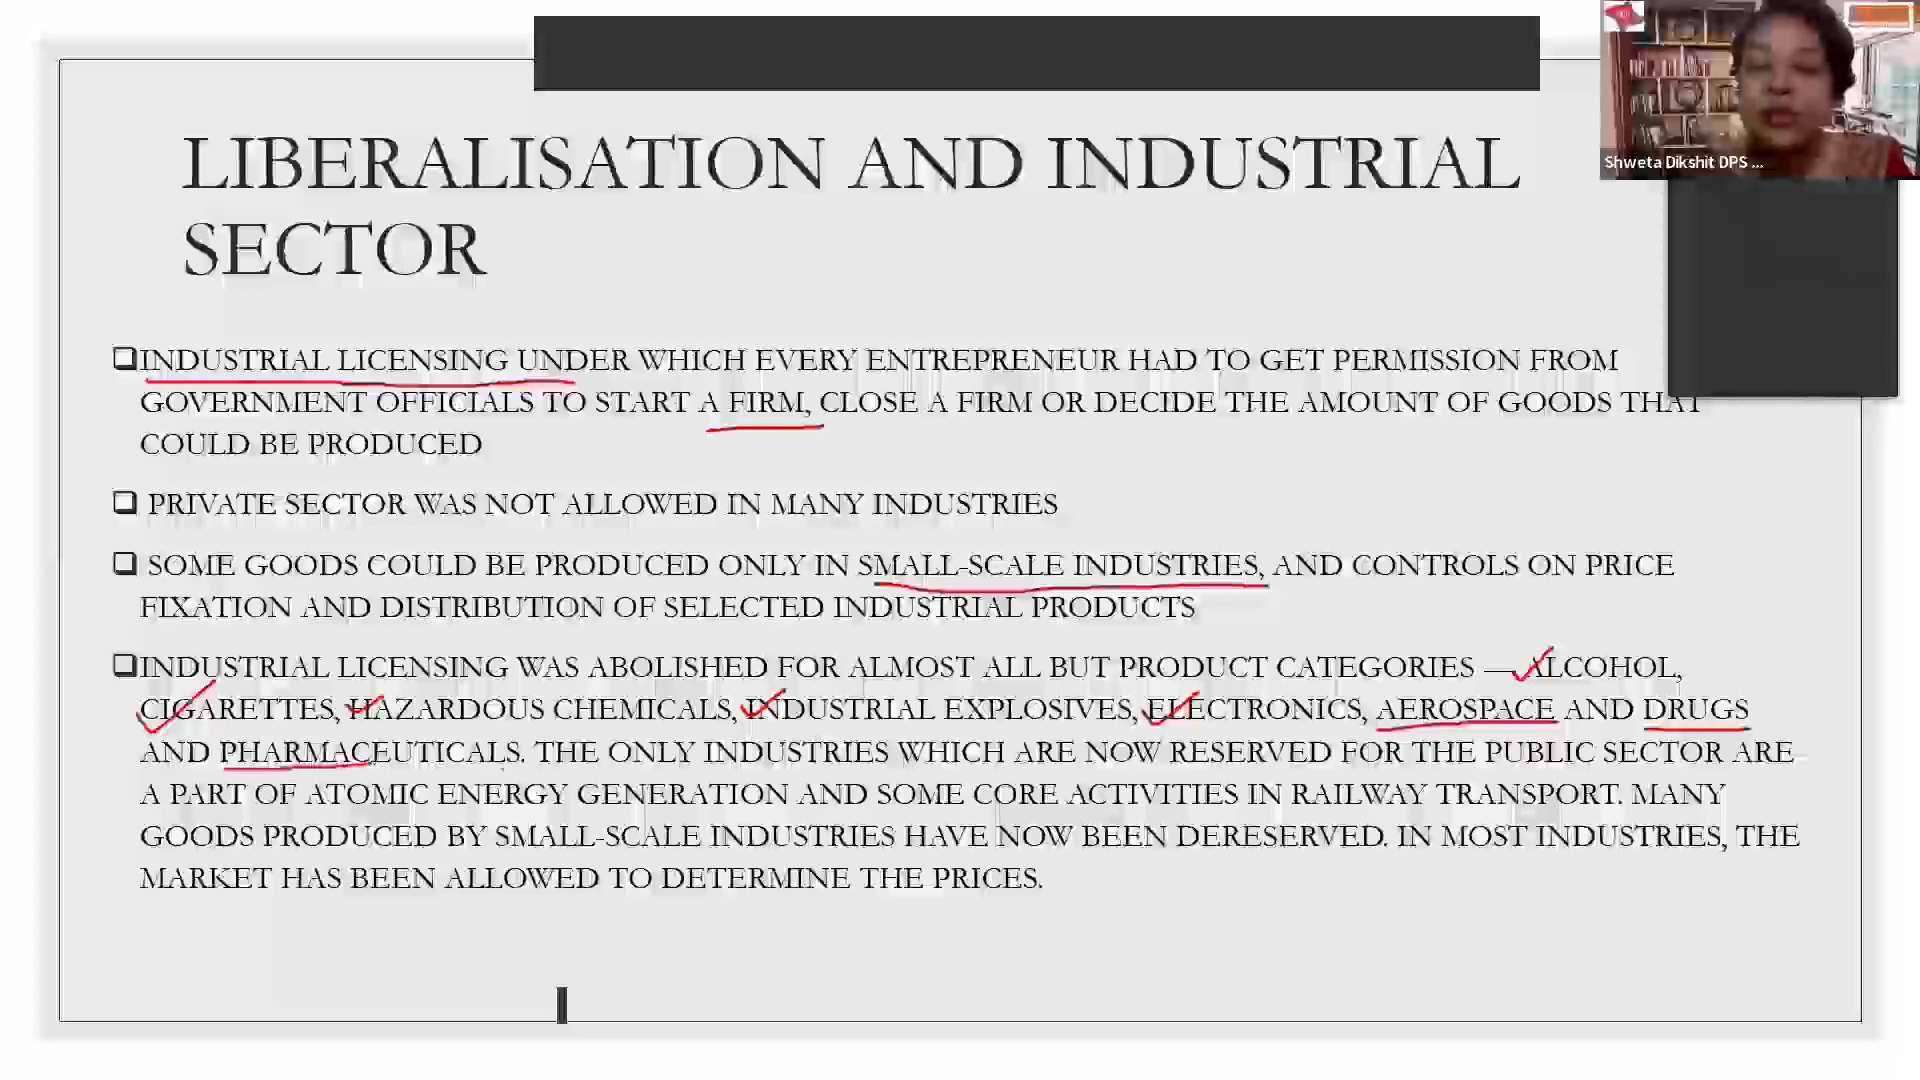 Shweta Dikshit DPS ...
LIBERALISATION AND INDUSTRIAL
SECTOR
❑INDUSTRIAL LICENSING UNDER WHICH EVERY ENTREPRENEUR HAD TO GET PERMISSION FROM
GOVERNMENT OFFICIALS TO START A FIRM, CLOSE A FIRM OR DECIDE THE AMOUNT OF GOODS THAT
COULD BE PRODUCED
❑ PRIVATE SECTOR WAS NOT ALLOWED IN MANY INDUSTRIES
❑ SOME GOODS COULD BE PRODUCED ONLY IN SMALL-SCALE INDUSTRIES, AND CONTROLS ON PRICE
FIXATION AND DISTRIBUTION OF SELECTED INDUSTRIAL PRODUCTS
❑INDUSTRIAL LICENSING WAS ABOLISHED FOR ALMOST ALL BUT PRODUCT CATEGORIES — ALCOHOL,
CIGARETTES, HAZARDOUS CHEMICALS, INDUSTRIAL EXPLOSIVES, ELECTRONICS, AEROSPACE AND DRUGS
AND PHARMACEUTICALS. THE ONLY INDUSTRIES WHICH ARE NOW RESERVED FOR THE PUBLIC SECTOR ARE
A PART OF ATOMIC ENERGY GENERATION AND SOME CORE ACTIVITIES IN RAILWAY TRANSPORT. MANY
GOODS PRODUCED BY SMALL-SCALE INDUSTRIES HAVE NOW BEEN DERESERVED. IN MOST INDUSTRIES, THE
MARKET HAS BEEN ALLOWED TO DETERMINE THE PRICES.